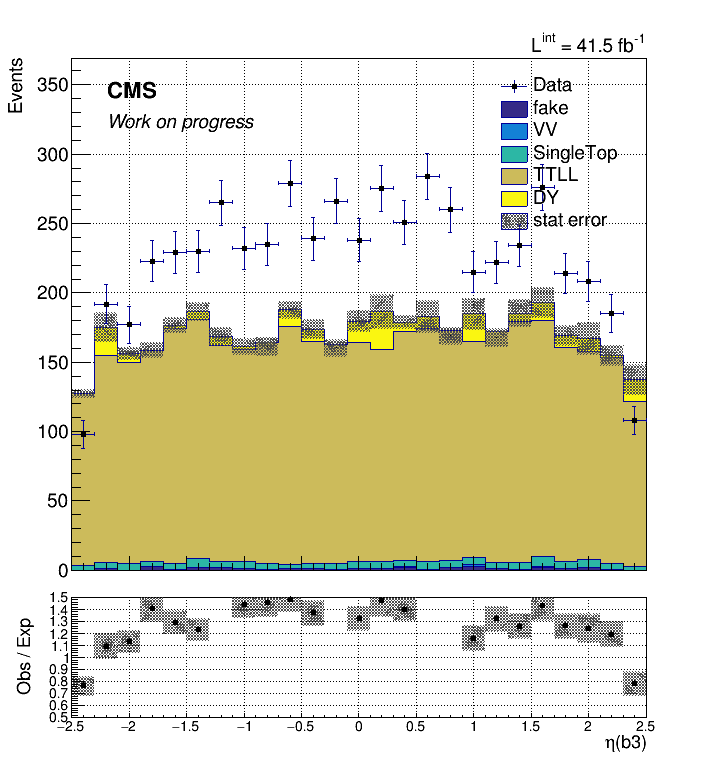 L^int = 41.5 fb^-1
Events
CMS
Work on progress
Data
fake
VV
SingleTop
TTLL
DY
stat error
350
300
250
200
150
100
50
0
Obs / Exp
1.5
1.4
1.3
1.2
1.1
1
0.9
0.8
0.7
0.6
0.5
−2.5 −2 −1.5 −1 −0.5 0 0.5 1 1.5 2 2.5
η(b3)